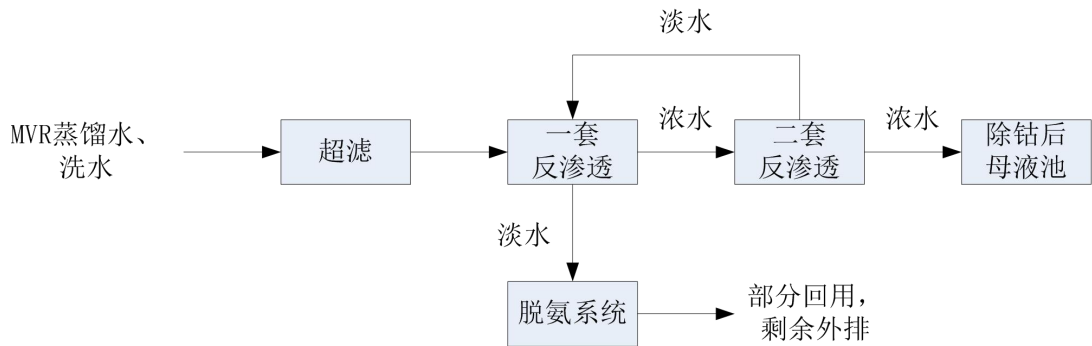 淡水
MVR蒸馏水、
洗水
超滤
一套
反渗透
浓水
二套
反渗透
浓水
除钴后
母液池
淡水
脱氨系统
部分回用，
剩余外排